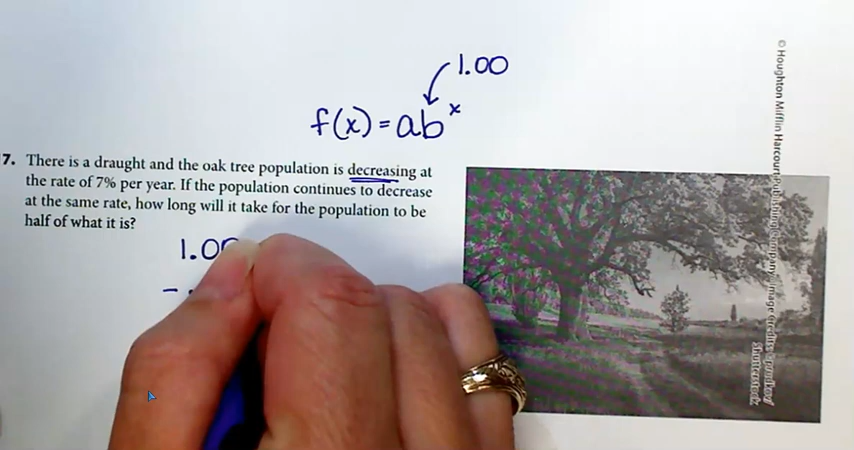 1.00
f(x)=ab^x
7. There is a draught and the oak tree population is decreasing at
the rate of 7% per year. If the population continues to decrease
at the same rate, how long will it take for the population to be
half of what it is?
1.00
-
© Houghton Mifflin Harcourt Publishing Company
Shutterstock